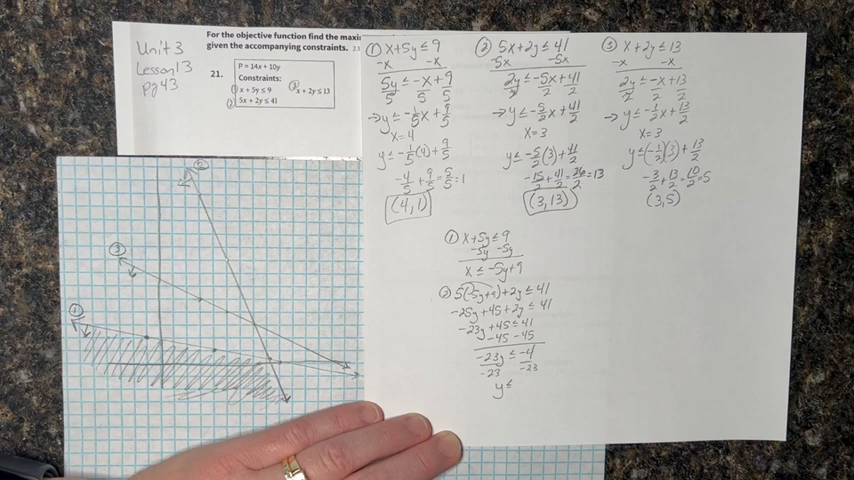 Unit 3
Lesson 13
pg 43
For the objective function find the maxi
given the accompanying constraints.
21.
P = 14x + 10y
Constraints:
① x + 5y ≤ 9
③ x + 2y ≤ 13
② 5x + 2y ≤ 41
① x+5y ≤ 9
-x -x
5y ≤ -x + 9
5 5 5
→ y ≤ -1/5x + 9/5
x=4
y ≤ -1/5(4) + 9/5
-4/5 + 9/5 = 5/5 = 1
(4,1)
② 5x+2y ≤ 41
-5x -5x
2y ≤ -5x + 41
2 2 2
→ y ≤ -5/2x + 41/2
x=3
y ≤ -5/2(3) + 41/2
-15/2 + 41/2 = 26/2 = 13
(3,13)
③ x+2y ≤ 13
-x -x
2y ≤ -x + 13
2 2 2
→ y ≤ -1/2x + 13/2
x=3
y ≤ (-1/2)(3) + 13/2
-3/2 + 13/2 = 10/2 = 5
(3,5)
① x+5y ≤ 9
-5y -5y
x ≤ -5y+9
② 5(-5y+9)+2y ≤ 41
-25y+45+2y ≤ 41
-23y+45 ≤ 41
-45 -45
-23y ≤ -4
-23 -23
y ≤
②
③
①